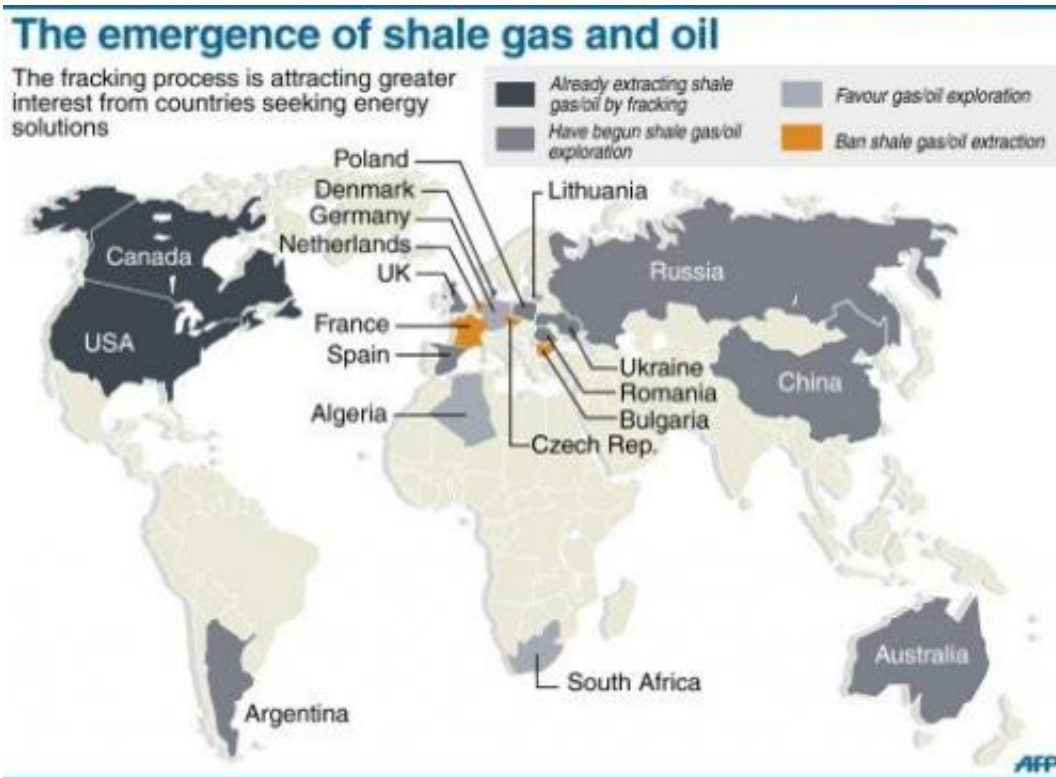 The emergence of shale gas and oil
The fracking process is attracting greater
interest from countries seeking energy
solutions
Already extracting shale
gas/oil by fracking
Have begun shale gas/oil
exploration
Favour gas/oil exploration
Ban shale gas/oil extraction
Poland
Denmark
Germany
Netherlands
UK
France
Spain
Algeria
Lithuania
Canada
USA
Russia
China
Ukraine
Romania
Bulgaria
Czech Rep.
South Africa
Argentina
Australia
AFP